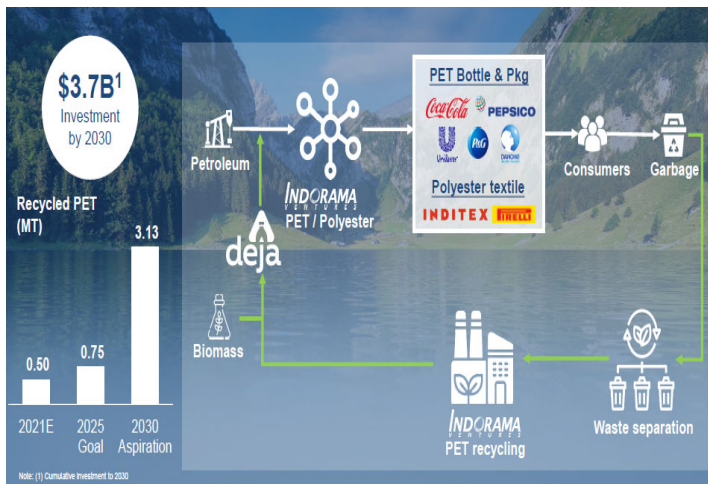 $3.7B1
Investment
by 2030
Recycled PET
(MT)
0.50
0.75
3.13
2021E
2025
Goal
2030
Aspiration
Note: (1) Cumulative investment to 2030
Petroleum
INDORAMA
VENTURES
PET / Polyester
deja
Biomass
PET Bottle & Pkg
Coca-Cola
PEPSICO
Unilever
P&G
DANONE
Polyester textile
INDITEX
PIRELLI
Consumers
Garbage
Waste separation
INDORAMA
VENTURES
PET recycling